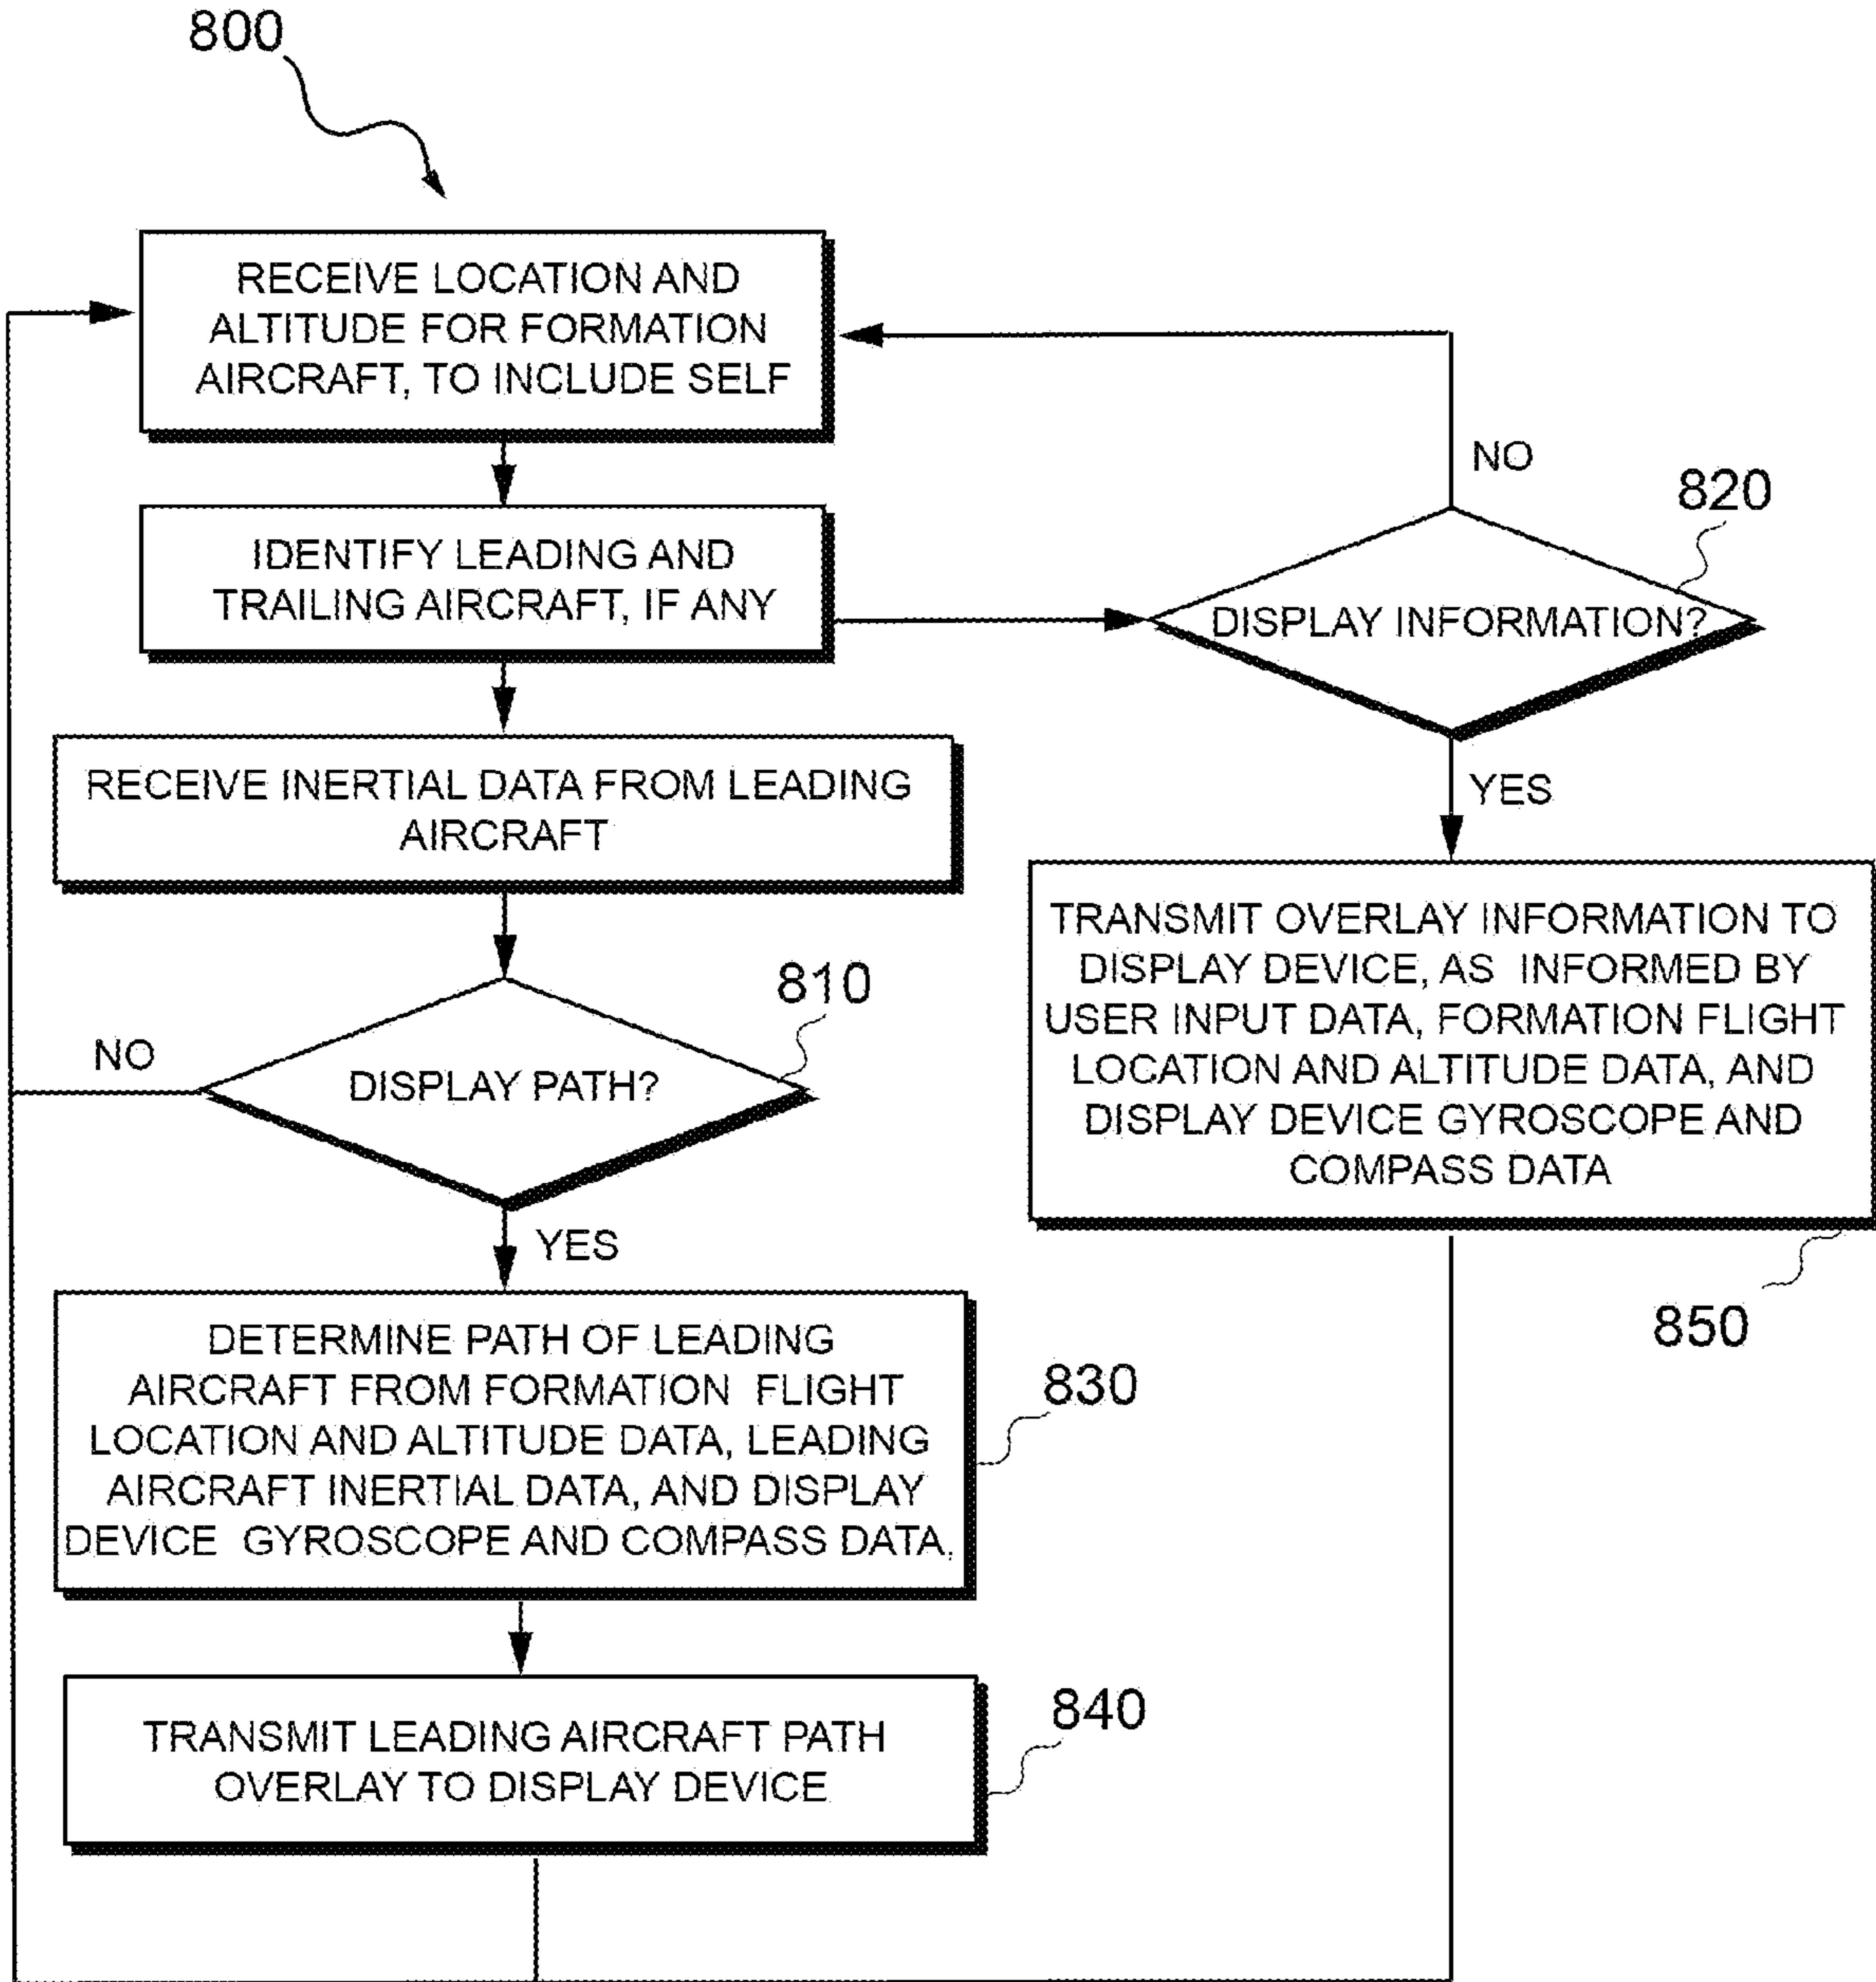 800
RECEIVE LOCATION AND
ALTITUDE FOR FORMATION
AIRCRAFT, TO INCLUDE SELF
IDENTIFY LEADING AND
TRAILING AIRCRAFT, IF ANY
NO
820
DISPLAY INFORMATION?
YES
RECEIVE INERTIAL DATA FROM LEADING
AIRCRAFT
810
NO
DISPLAY PATH?
YES
TRANSMIT OVERLAY INFORMATION TO
DISPLAY DEVICE, AS INFORMED BY
USER INPUT DATA, FORMATION FLIGHT
LOCATION AND ALTITUDE DATA, AND
DISPLAY DEVICE GYROSCOPE AND
COMPASS DATA
850
DETERMINE PATH OF LEADING
AIRCRAFT FROM FORMATION FLIGHT
LOCATION AND ALTITUDE DATA, LEADING
AIRCRAFT INERTIAL DATA, AND DISPLAY
DEVICE GYROSCOPE AND COMPASS DATA,
830
TRANSMIT LEADING AIRCRAFT PATH
OVERLAY TO DISPLAY DEVICE
840